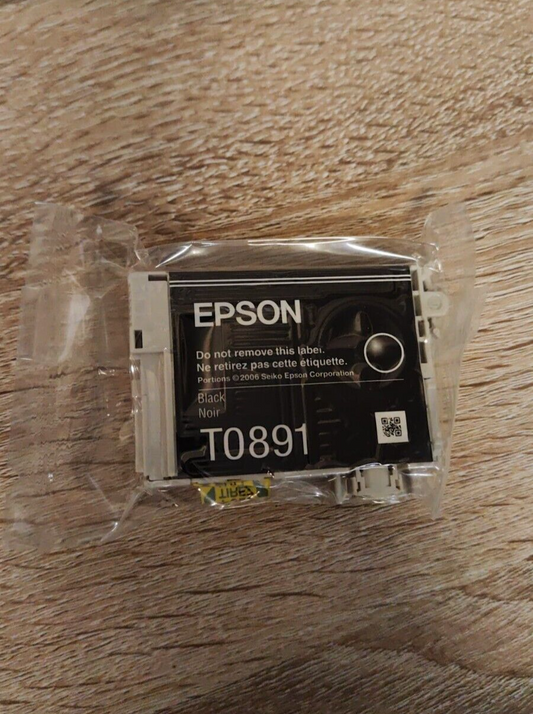 EPSON
Do not remove this label.
Ne retirez pas cette étiquette.
Portions ©2006 Seiko Epson Corporation
Black
Noir
T0891
TIREZ